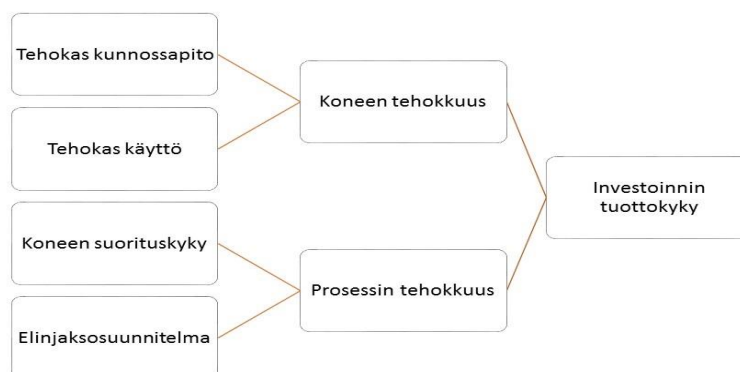 Tehokas kunnossapito
Tehokas käyttö
Koneen suorituskyky
Elinjaksosuunnitelma
Koneen tehokkuus
Prosessin tehokkuus
Investoinnin
tuottokyky